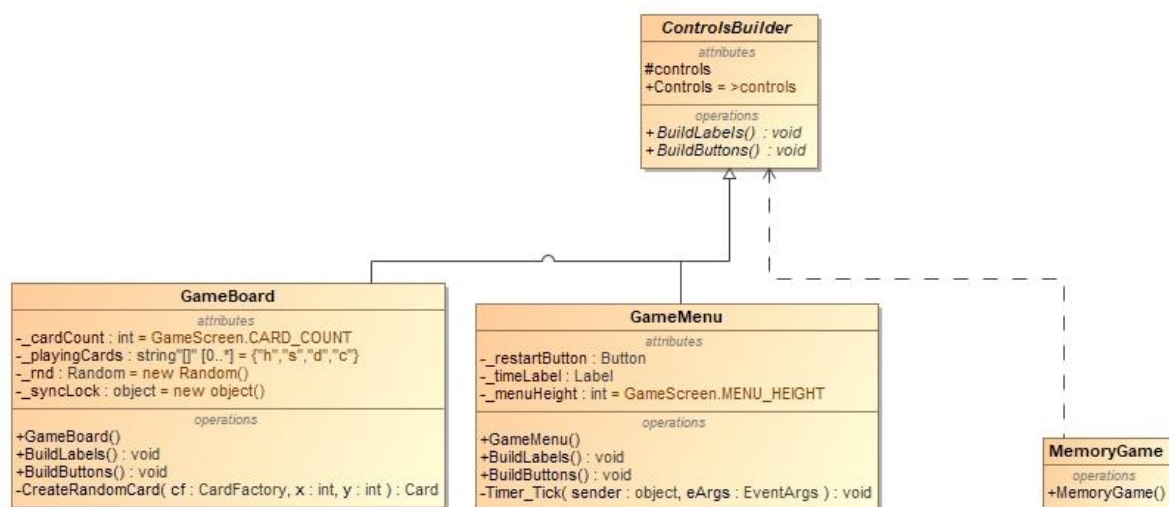 ControlsBuilder
attributes
#controls
+Controls = >controls
operations
+BuildLabels() : void
+BuildButtons() : void
GameBoard
attributes
-_cardCount : int = GameScreen.CARD_COUNT
-_playingCards : string"[]" [0..*] = {"h","s","d","c"}
-_rnd : Random = new Random()
-_syncLock : object = new object()
operations
+GameBoard()
+BuildLabels() : void
+BuildButtons() : void
-CreateRandomCard( cf : CardFactory, x : int, y : int ) : Card
GameMenu
attributes
-_restartButton : Button
-_timeLabel : Label
-_menuHeight : int = GameScreen.MENU_HEIGHT
operations
+GameMenu()
+BuildLabels() : void
+BuildButtons() : void
-Timer_Tick( sender : object, eArgs : EventArgs ) : void
MemoryGame
operations
+MemoryGame()